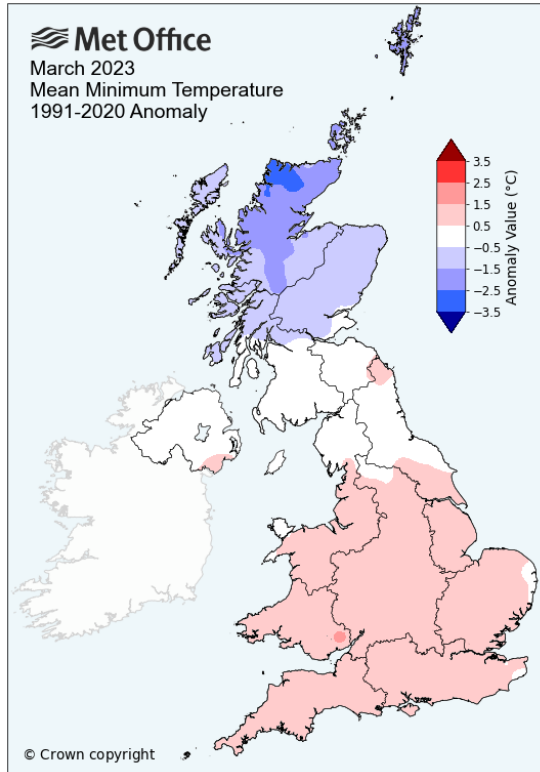 Met Office
March 2023
Mean Minimum Temperature
1991-2020 Anomaly
3.5
2.5
1.5
0.5
−0.5
−1.5
−2.5
−3.5
Anomaly Value (°C)
© Crown copyright